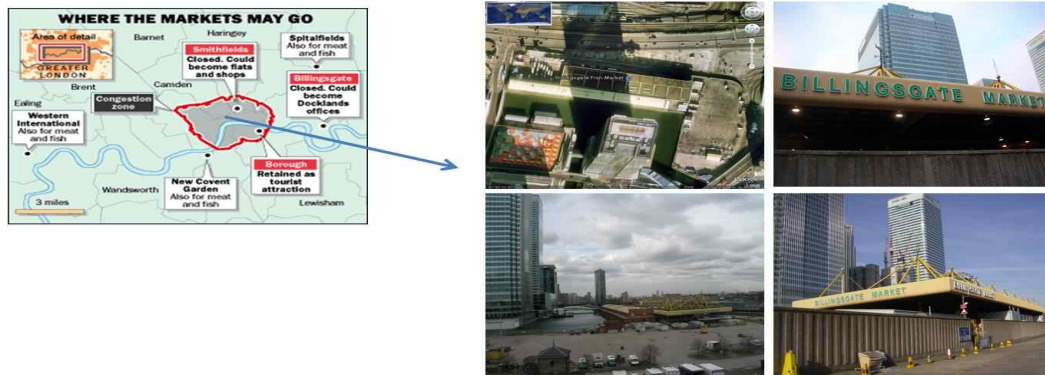 WHERE THE MARKETS MAY GO
Area of detail
GREATER
LONDON
Barnet
Haringey
Smithfields
Closed. Could
become flats
and shops
Spitalfields
Also for meat
and fish
Billingsgate
Closed. Could
become
Docklands
offices
Brent
Camden
Congestion
zone
Ealing
Western
International
Also for meat
and fish
Borough
Retained as
tourist
attraction
New Covent
Garden
Also for meat
and fish
Wandsworth
Lewisham
3 miles
Billingsgate Fish Market
BILLINGSGATE MARKET
BILLINGSGATE MARKET